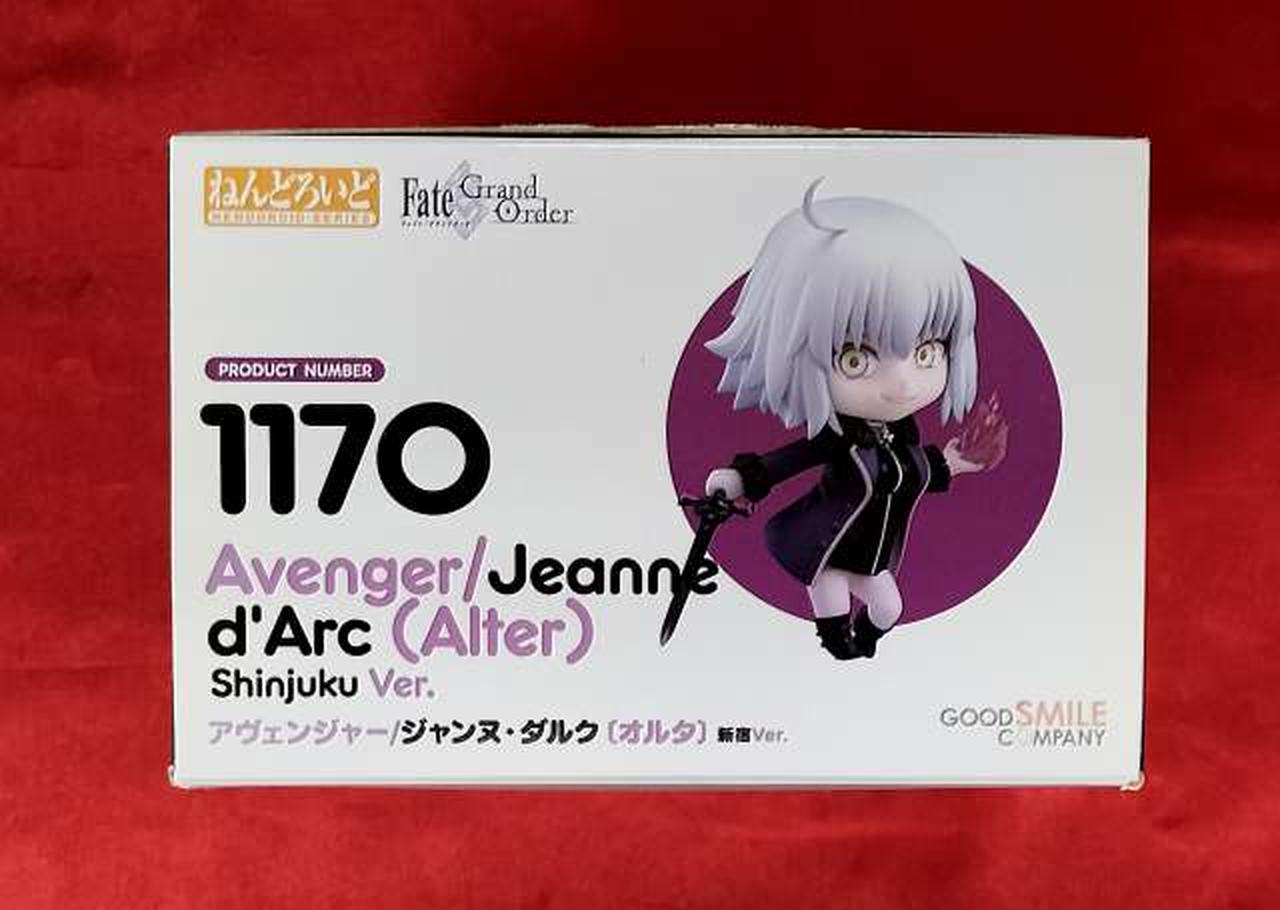 ねんどろいど
NENDOROID SERIES
Fate/Grand Order
PRODUCT NUMBER
1170
Avenger/Jeanne
d'Arc (Alter)
Shinjuku Ver.
アヴェンジャー/ジャンヌ・ダルク〔オルタ〕新宿Ver.
GOODSMILE
COMPANY